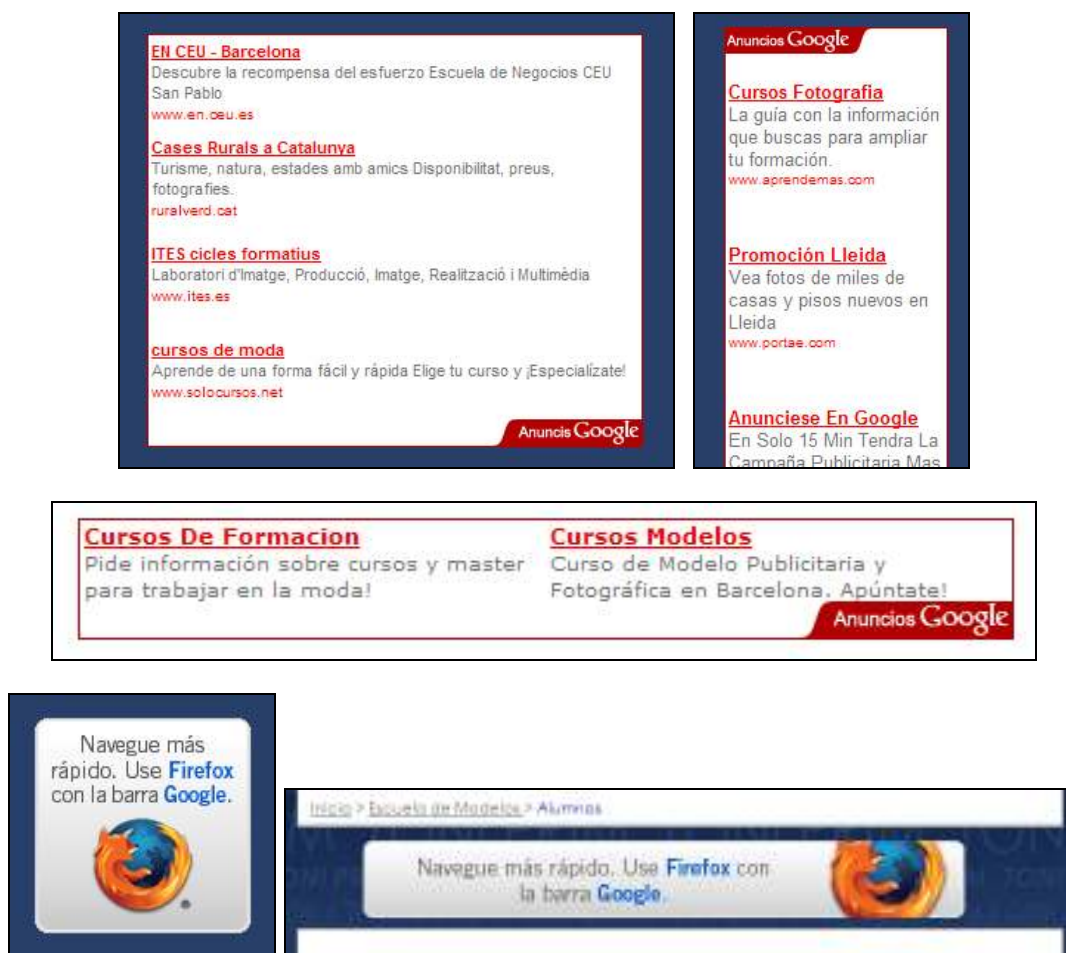 EN CEU - Barcelona
Descubre la recompensa del esfuerzo Escuela de Negocios CEU
San Pablo
www.en.ceu.es
Cases Rurals a Catalunya
Turisme, natura, estades amb amics Disponibilitat, preus,
fotografies.
ruralverd.cat
ITES cicles formatius
Laboratori d'Imatge, Producció, Imatge, Realització i Multimèdia
www.ites.es
cursos de moda
Aprende de una forma fácil y rápida Elige tu curso y ¡Especialízate!
www.solocursos.net
Anuncis Google
Anuncios Google
Cursos Fotografia
La guía con la información
que buscas para ampliar
tu formación.
www.aprendemas.com
Promoción Lleida
Vea fotos de miles de
casas y pisos nuevos en
Lleida
www.portae.com
Anunciese En Google
En Solo 15 Min Tendra La
Campaña Publicitaria Mas
Cursos De Formacion
Pide información sobre cursos y master
para trabajar en la moda!
Cursos Modelos
Curso de Modelo Publicitaria y
Fotográfica en Barcelona. Apúntate!
Anuncios Google
Navegue más
rápido. Use Firefox
con la barra Google.
Inicio > Escuela de Modelos > Alumnos
Navegue más rápido. Use Firefox con
la barra Google.